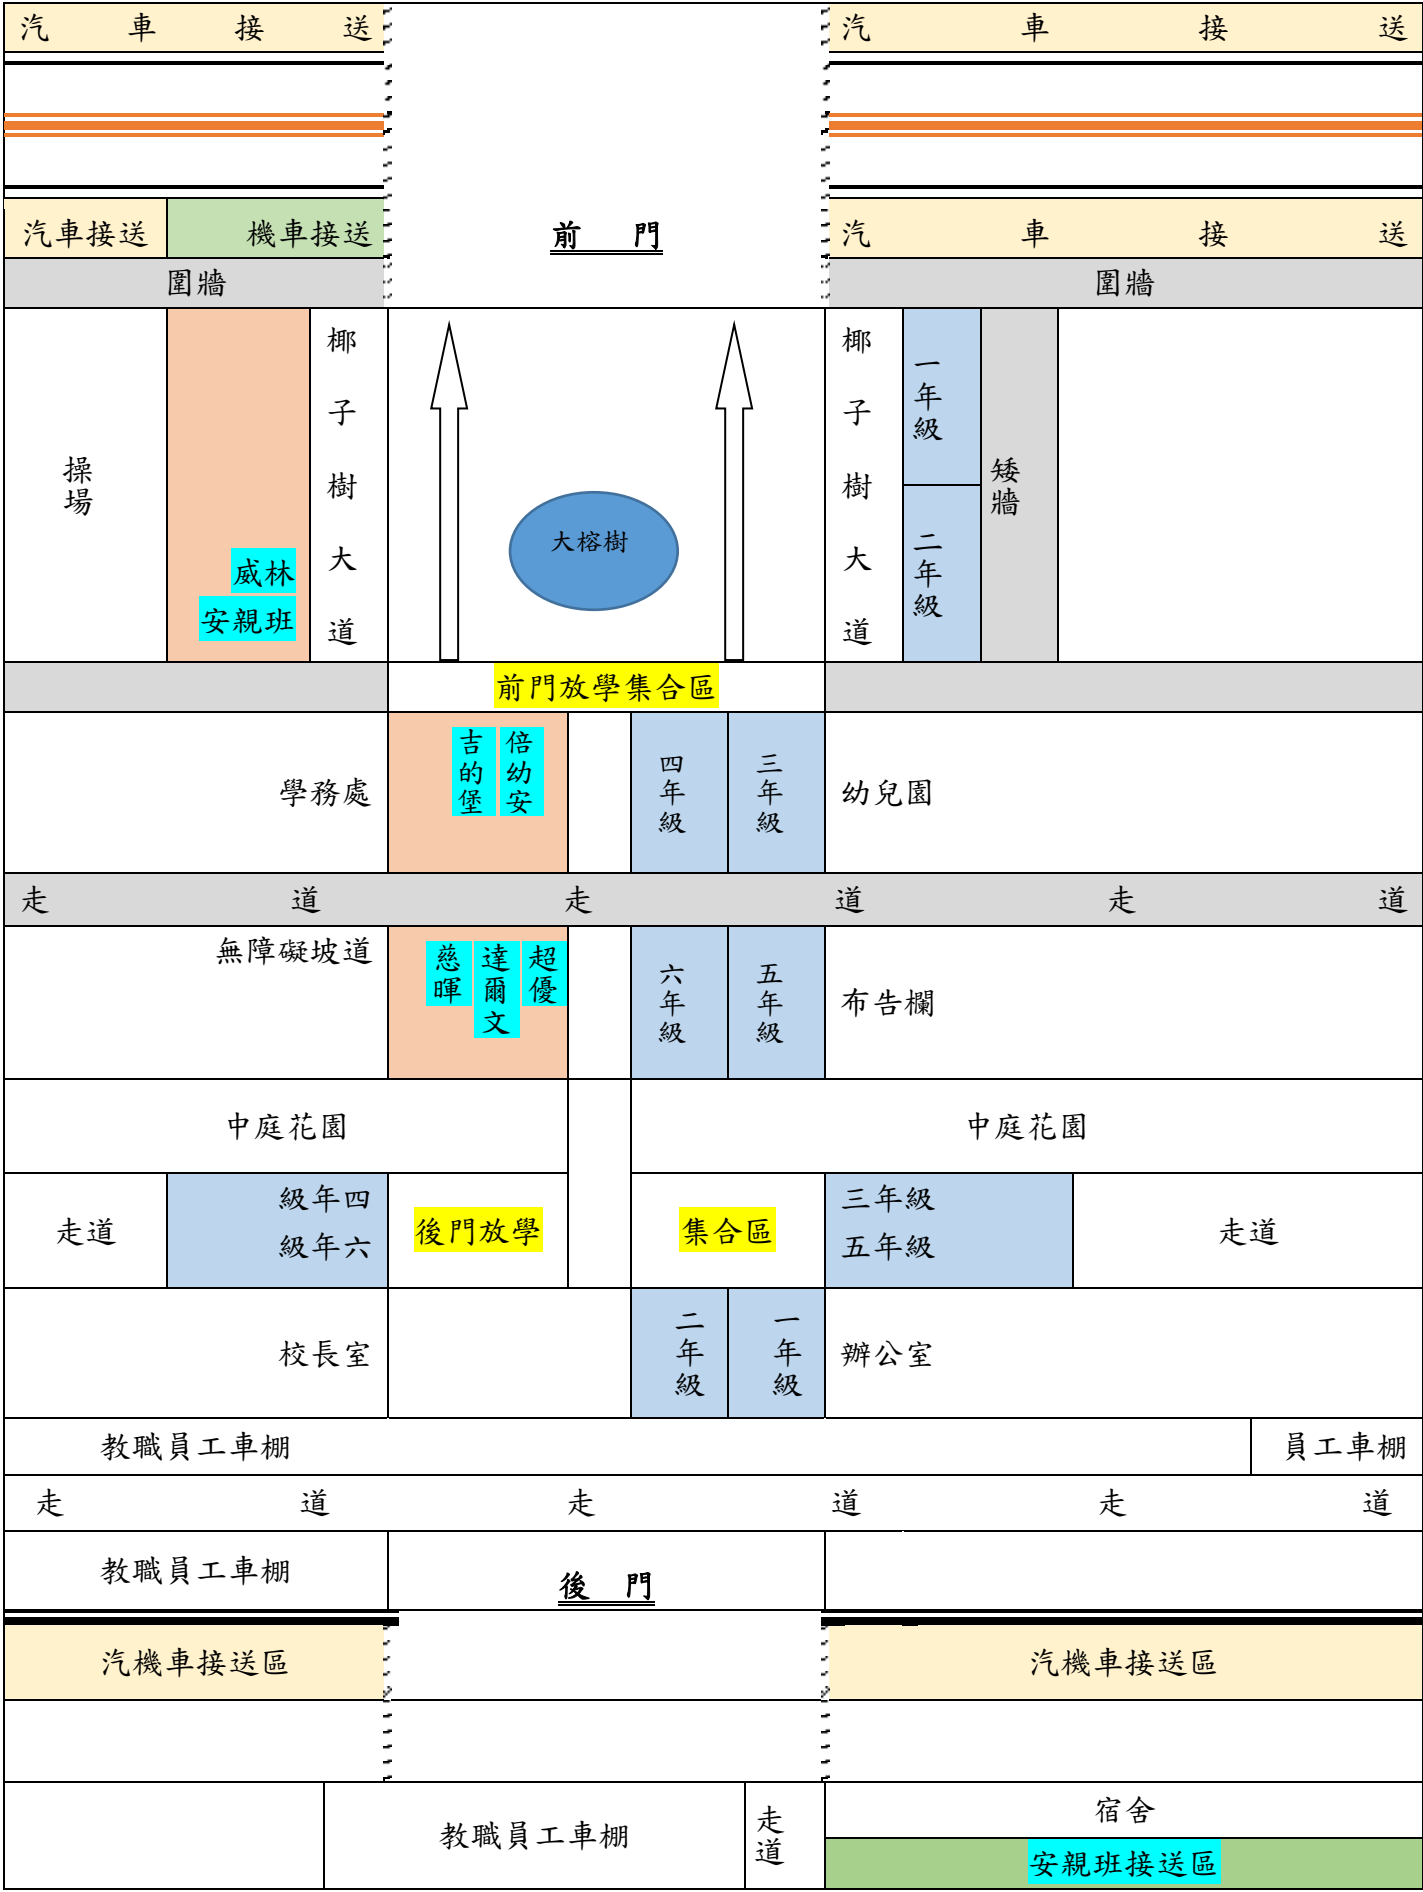 汽車接送
汽車接送
汽車接送
機車接送
前門
汽車接送
圍牆
圍牆
操場
威林
安親班
椰子樹大道
大榕樹
椰子樹大道
一年級
二年級
矮牆
前門放學集合區
學務處
吉的堡
倍幼安
四年級
三年級
幼兒園
走道走道走道
無障礙坡道
慈暉
達爾文
超優
六年級
五年級
布告欄
中庭花園
中庭花園
走道
級年四
級年六
後門放學
集合區
三年級
五年級
走道
校長室
二年級
一年級
辦公室
教職員工車棚
員工車棚
走道走道走道
教職員工車棚
後門
汽機車接送區
汽機車接送區
教職員工車棚
走道
宿舍
安親班接送區